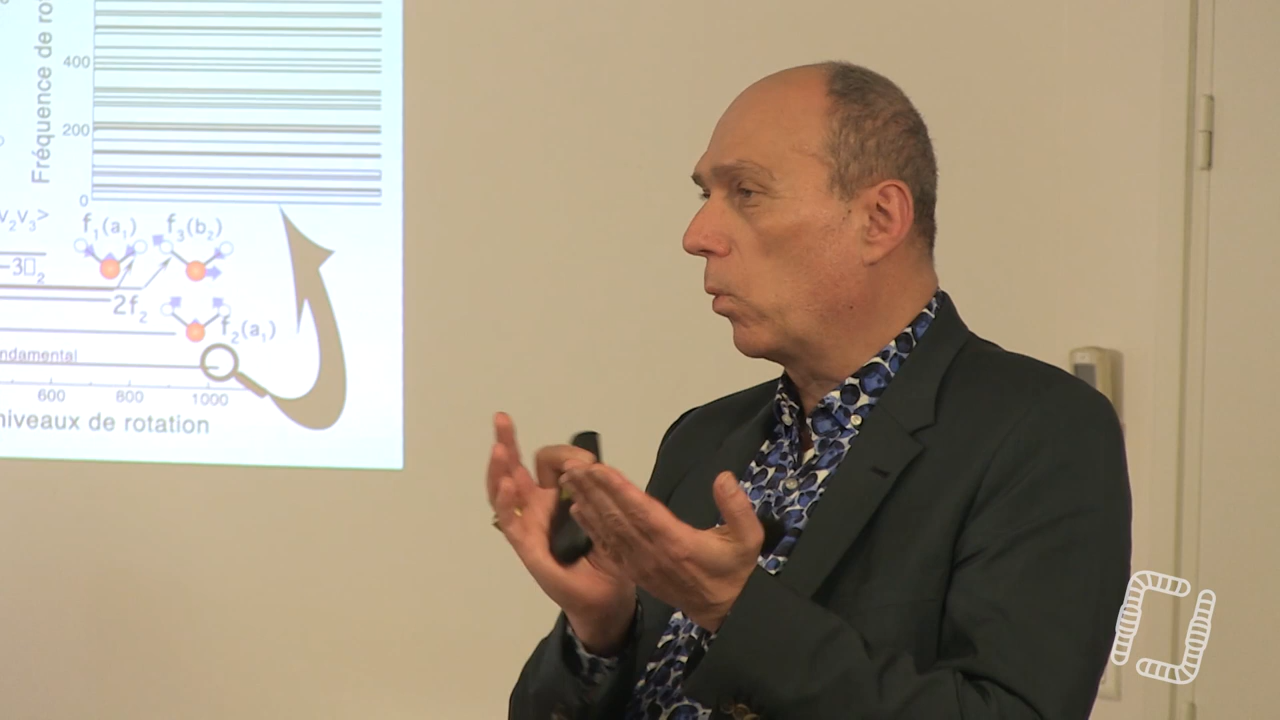 Fréquence de ro
400
200
0
v₂v₃>
f₁(a₁)
f₃(b₂)
−3▯₂
2f₂
f₂(a₁)
ndamental
600
800
1000
niveaux de rotation